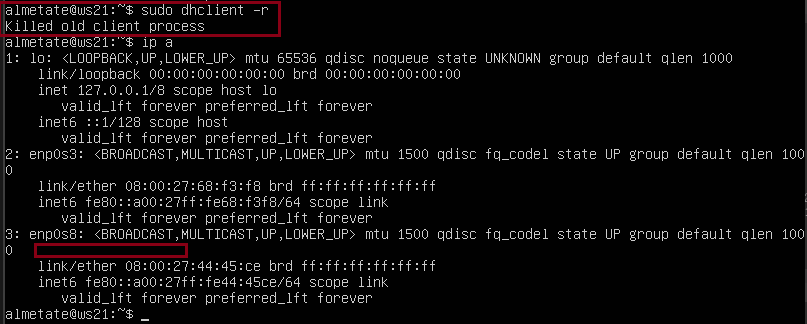 almetate@ws21:~$ sudo dhclient -r
Killed old client process
almetate@ws21:~$ ip a
1: lo: <LOOPBACK,UP,LOWER_UP> mtu 65536 qdisc noqueue state UNKNOWN group default qlen 1000
    link/loopback 00:00:00:00:00:00 brd 00:00:00:00:00:00
    inet 127.0.0.1/8 scope host lo
       valid_lft forever preferred_lft forever
    inet6 ::1/128 scope host
       valid_lft forever preferred_lft forever
2: enp0s3: <BROADCAST,MULTICAST,UP,LOWER_UP> mtu 1500 qdisc fq_codel state UP group default qlen 100
0
    link/ether 08:00:27:68:f3:f8 brd ff:ff:ff:ff:ff:ff
    inet6 fe80::a00:27ff:fe68:f3f8/64 scope link
       valid_lft forever preferred_lft forever
3: enp0s8: <BROADCAST,MULTICAST,UP,LOWER_UP> mtu 1500 qdisc fq_codel state UP group default qlen 100
0
    link/ether 08:00:27:44:45:ce brd ff:ff:ff:ff:ff:ff
    inet6 fe80::a00:27ff:fe44:45ce/64 scope link
       valid_lft forever preferred_lft forever
almetate@ws21:~$ _